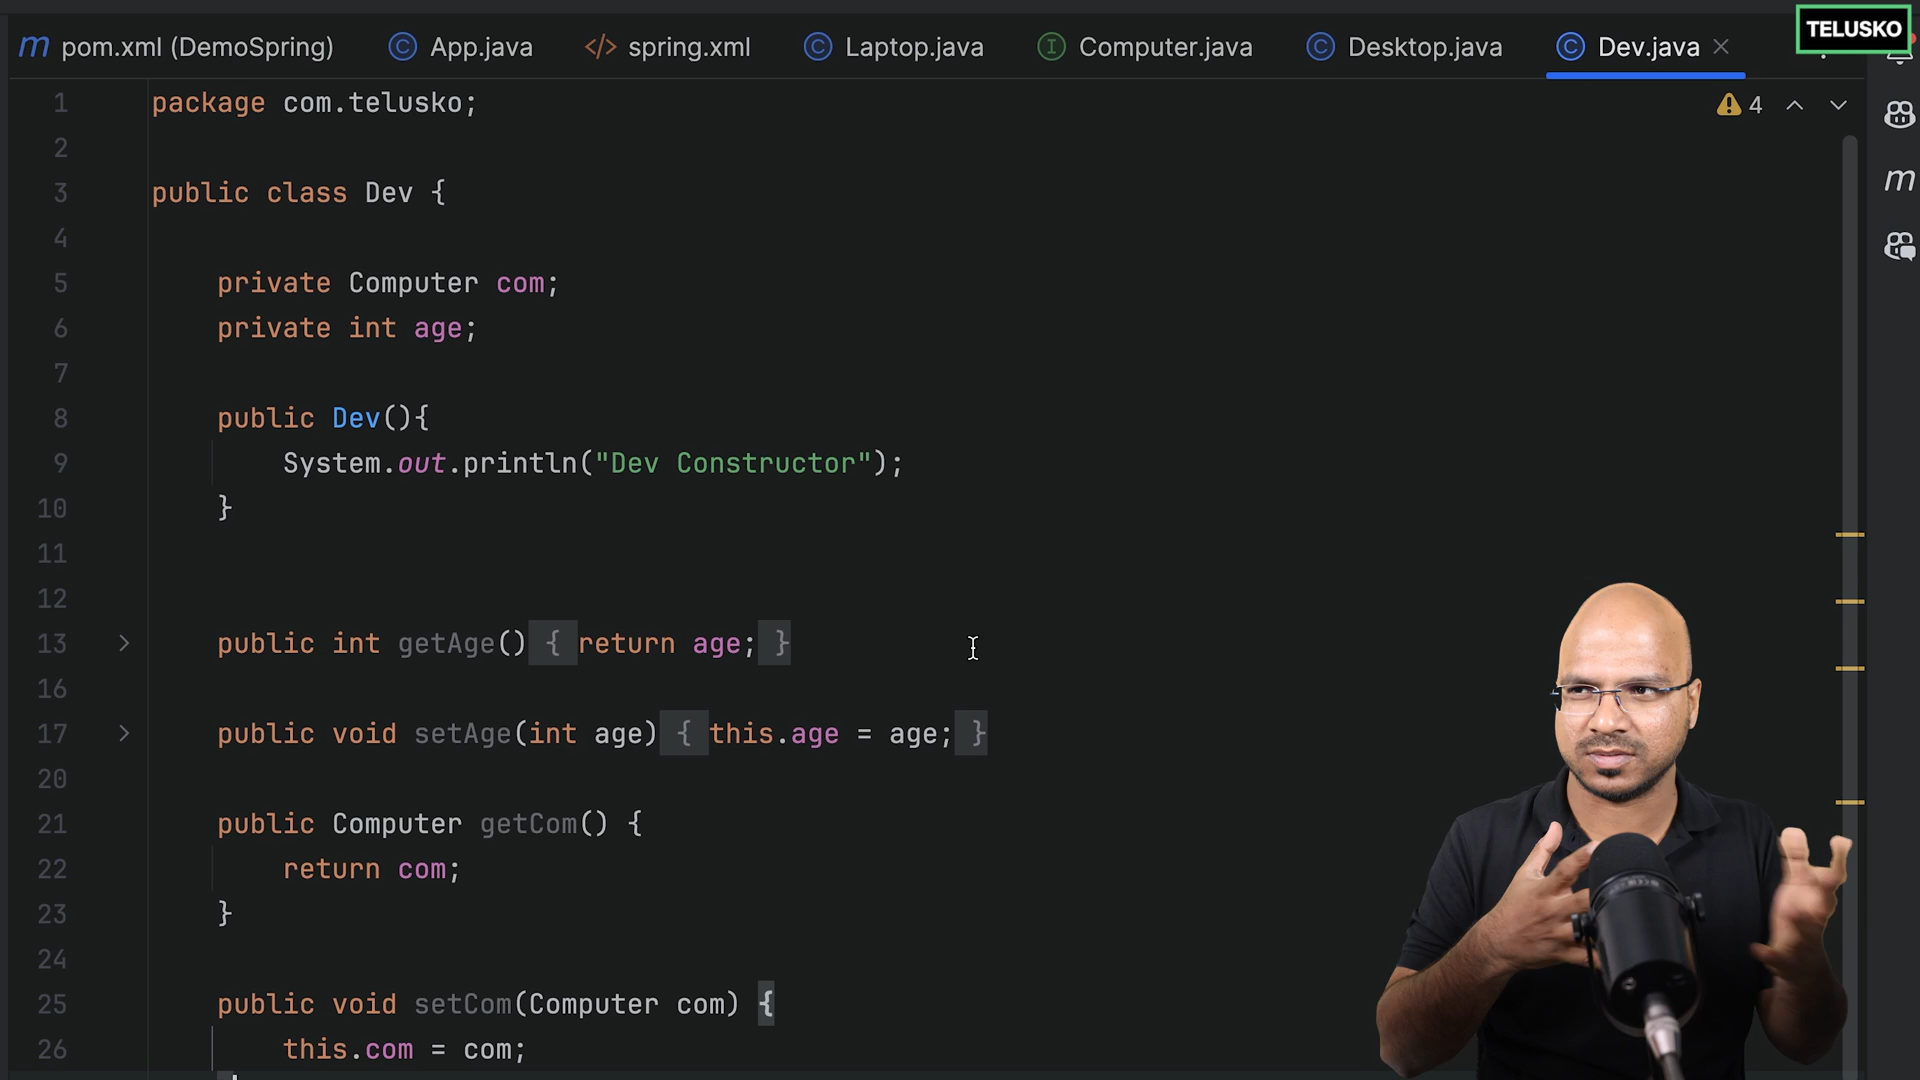 pom.xml (DemoSpring) App.java </> spring.xml Laptop.java Computer.java Desktop.java Dev.java TELUSKO
1 package com.telusko; 4
2
3 public class Dev {
4
5 private Computer com;
6 private int age;
7
8 public Dev(){
9 System.out.println("Dev Constructor");
10 }
11
12
13 public int getAge() { return age; }
16
17 public void setAge(int age) { this.age = age; }
20
21 public Computer getCom() {
22 return com;
23 }
24
25 public void setCom(Computer com) {
26 this.com = com;